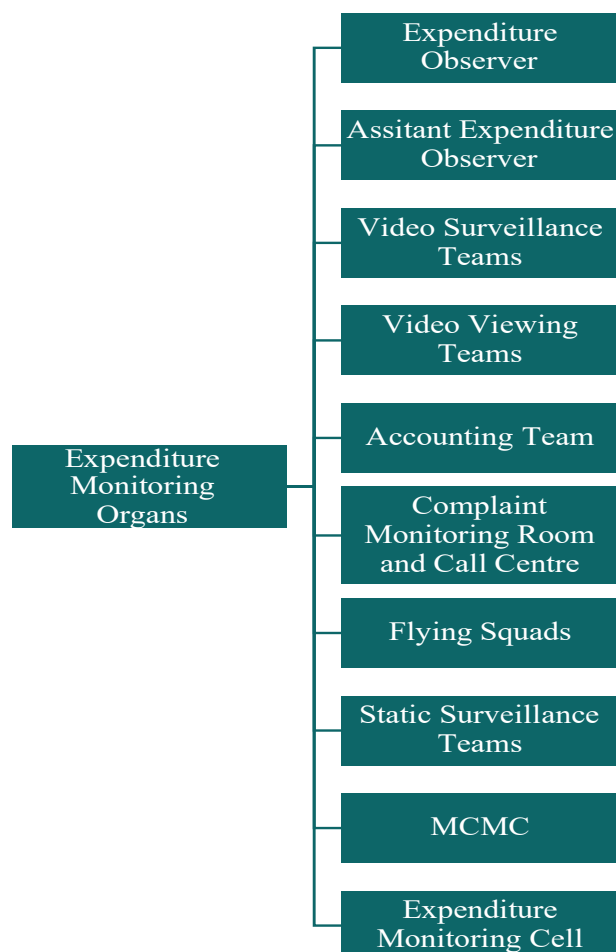 Expenditure
Observer
Assitant Expenditure
Observer
Video Surveillance
Teams
Video Viewing
Teams
Accounting Team
Expenditure
Monitoring
Organs
Complaint
Monitoring Room
and Call Centre
Flying Squads
Static Surveillance
Teams
MCMC
Expenditure
Monitoring Cell